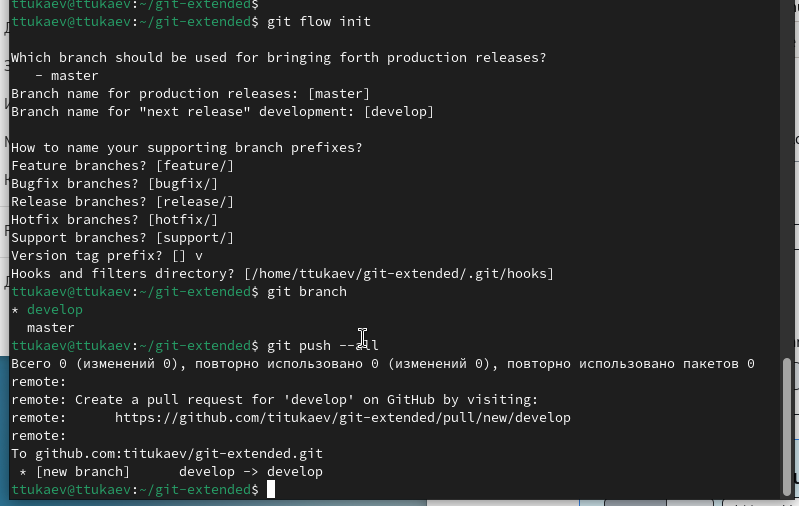 ttukaev@ttukaev:~/git-extended$
ttukaev@ttukaev:~/git-extended$ git flow init
Which branch should be used for bringing forth production releases?
- master
Branch name for production releases: [master]
Branch name for "next release" development: [develop]
How to name your supporting branch prefixes?
Feature branches? [feature/]
Bugfix branches? [bugfix/]
Release branches? [release/]
Hotfix branches? [hotfix/]
Support branches? [support/]
Version tag prefix? [] v
Hooks and filters directory? [/home/ttukaev/git-extended/.git/hooks]
ttukaev@ttukaev:~/git-extended$ git branch
* develop
master
ttukaev@ttukaev:~/git-extended$ git push --all
Всего 0 (изменений 0), повторно использовано 0 (изменений 0), повторно использовано пакетов 0
remote:
remote: Create a pull request for 'develop' on GitHub by visiting:
remote: https://github.com/titukaev/git-extended/pull/new/develop
remote:
To github.com:titukaev/git-extended.git
* [new branch] develop -> develop
ttukaev@ttukaev:~/git-extended$